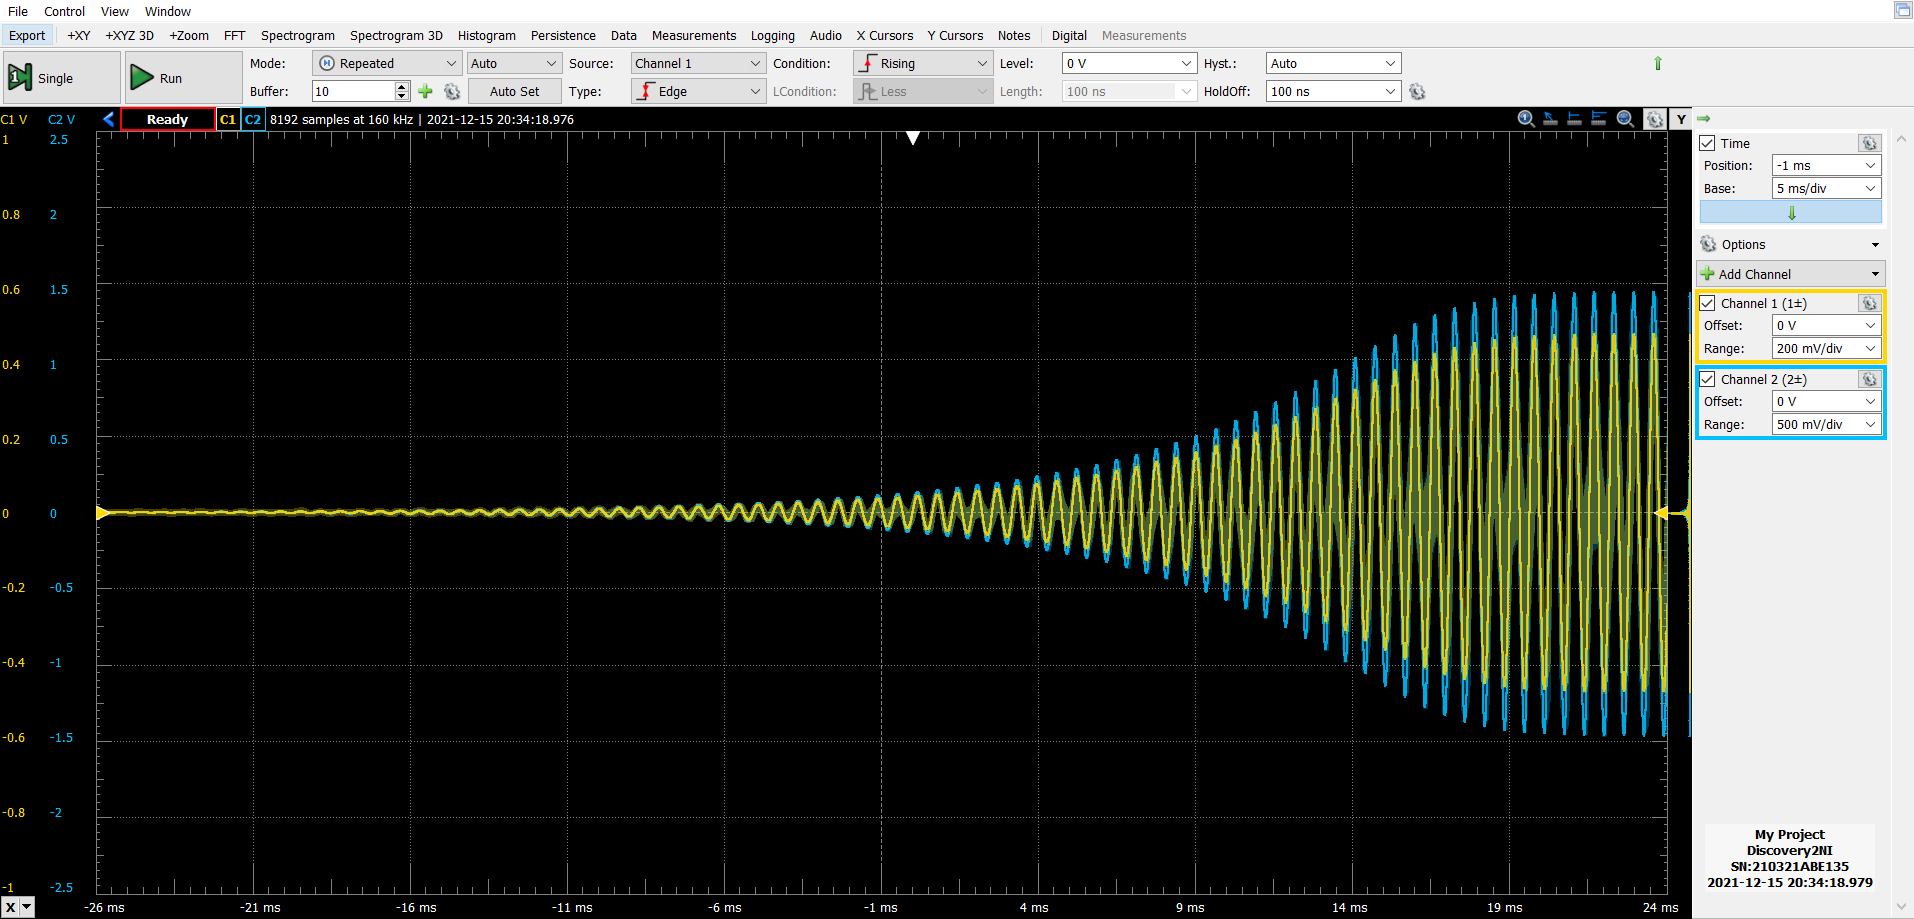 File Control View Window
Export +XY +XYZ 3D +Zoom FFT Spectrogram Spectrogram 3D Histogram Persistence Data Measurements Logging Audio X Cursors Y Cursors Notes Digital Measurements
Single Run Mode: Repeated Auto Source: Channel 1 Condition: Rising Level: 0 V Hyst.: Auto
Buffer: 10 Auto Set Type: Edge LCondition: Less Length: 100 ns HoldOff: 100 ns
C1 V C2 V Ready C1 C2 8192 samples at 160 kHz | 2021-12-15 20:34:18.976 Y
1 2.5
0.8 2
0.6 1.5
0.4 1
0.2 0.5
0 0
-0.2 -0.5
-0.4 -1
-0.6 -1.5
-0.8 -2
-1 -2.5
X -26 ms -21 ms -16 ms -11 ms -6 ms -1 ms 4 ms 9 ms 14 ms 19 ms 24 ms
Time
Position: -1 ms
Base: 5 ms/div
Options
Add Channel
Channel 1 (1±)
Offset: 0 V
Range: 200 mV/div
Channel 2 (2±)
Offset: 0 V
Range: 500 mV/div
My Project
Discovery2NI
SN:210321ABE135
2021-12-15 20:34:18.979